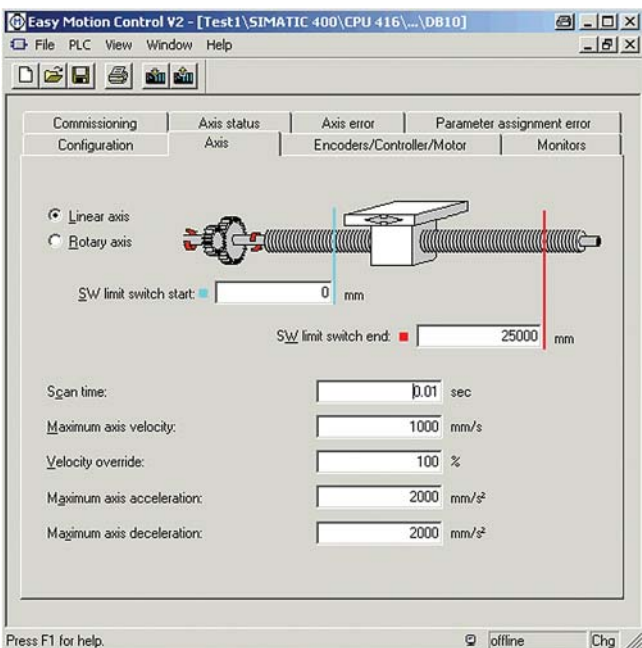 Easy Motion Control V2 - [Test1\SIMATIC 400\CPU 416\...\DB10]
File PLC View Window Help
Commissioning Axis status Axis error Parameter assignment error
Configuration Axis Encoders/Controller/Motor Monitors
Linear axis
Rotary axis
SW limit switch start: 0 mm
SW limit switch end: 25000 mm
Scan time: 0.01 sec
Maximum axis velocity: 1000 mm/s
Velocity override: 100 %
Maximum axis acceleration: 2000 mm/s²
Maximum axis deceleration: 2000 mm/s²
Press F1 for help. offline Chg